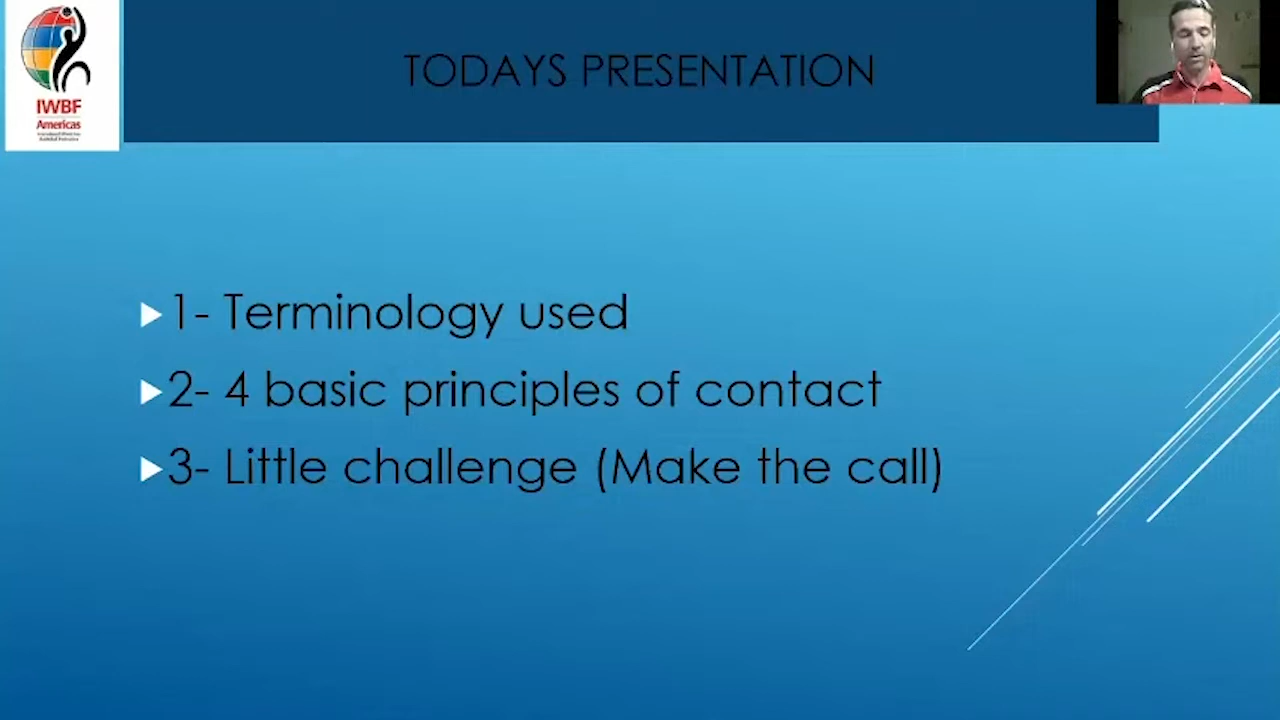 TODAYS PRESENTATION
IWBF
Americas
1- Terminology used
2- 4 basic principles of contact
3- Little challenge (Make the call)